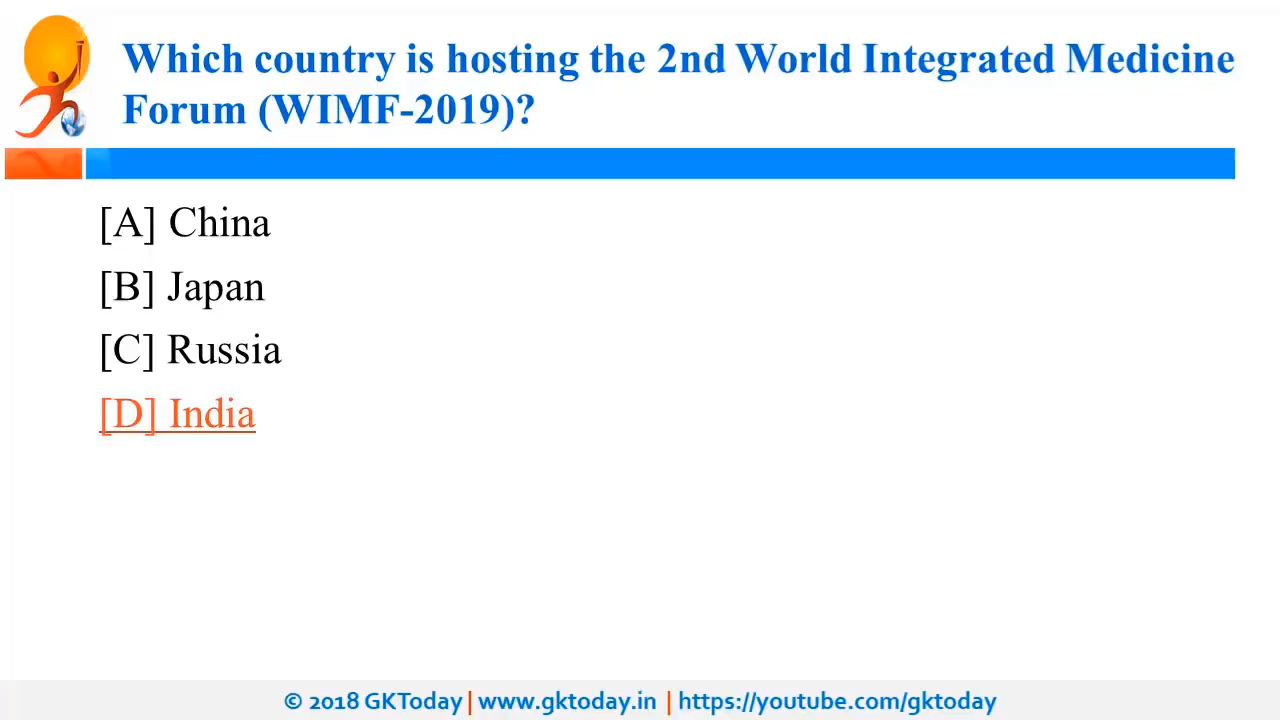 Which country is hosting the 2nd World Integrated Medicine
Forum (WIMF-2019)?
[A] China
[B] Japan
[C] Russia
[D] India
© 2018 GKToday | www.gktoday.in | https://youtube.com/gktoday